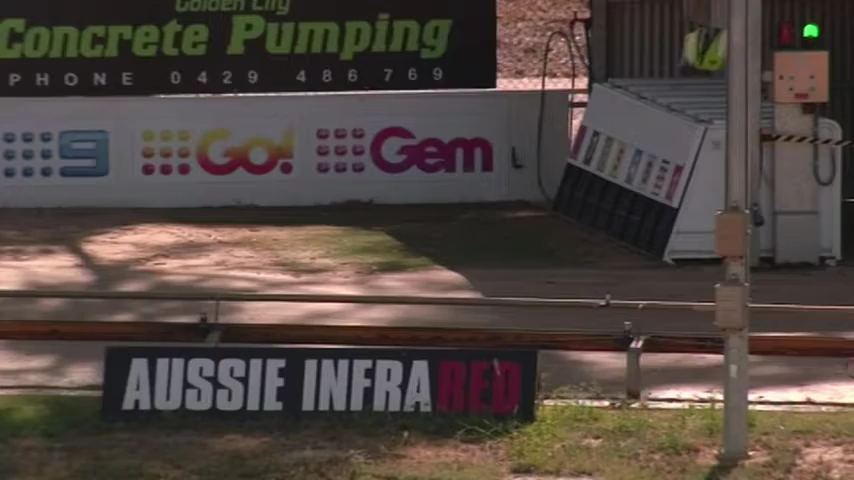 Golden City
Concrete Pumping
PHONE 0429 486 769
9 Go! Gem
AUSSIE INFRARED